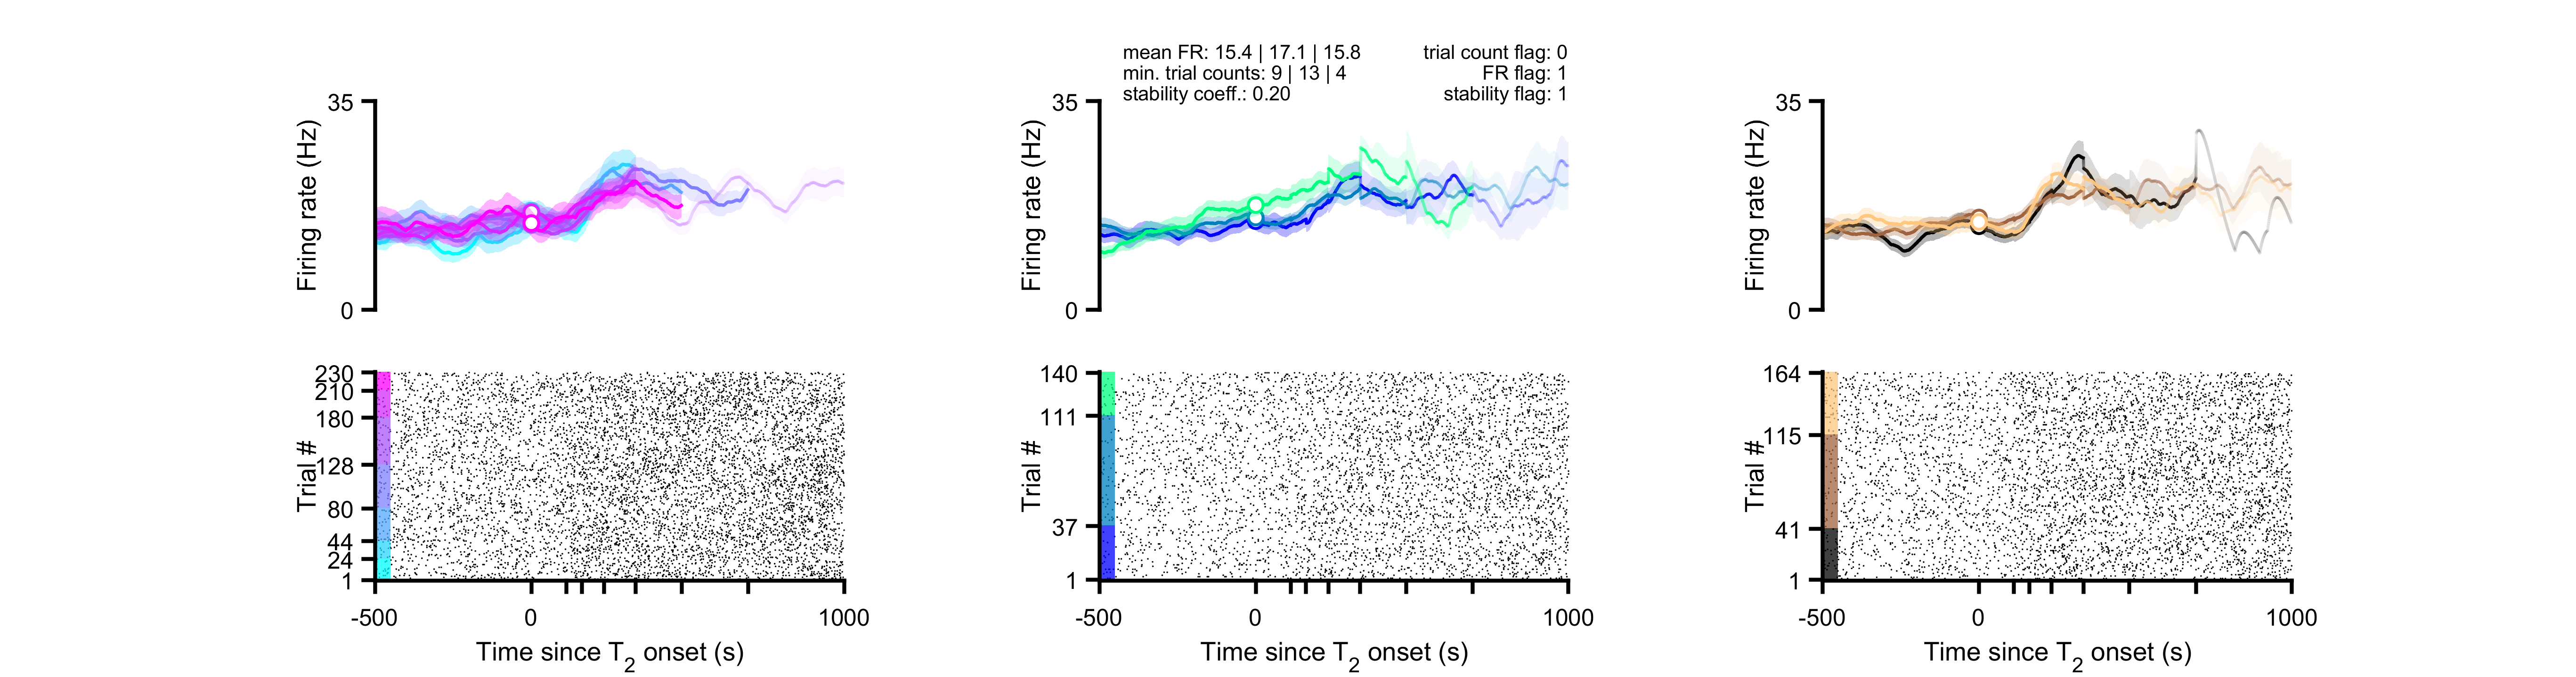 mean FR: 15.4 | 17.1 | 15.8
min. trial counts: 9 | 13 | 4
stability coeff.: 0.20
trial count flag: 0
FR flag: 1
stability flag: 1
35
Firing rate (Hz)
0
35
Firing rate (Hz)
0
35
Firing rate (Hz)
0
230
210
180
128
80
44
24
1
Trial #
-500
0
1000
Time since T2 onset (s)
140
111
37
1
Trial #
-500
0
1000
Time since T2 onset (s)
164
115
41
1
Trial #
-500
0
1000
Time since T2 onset (s)